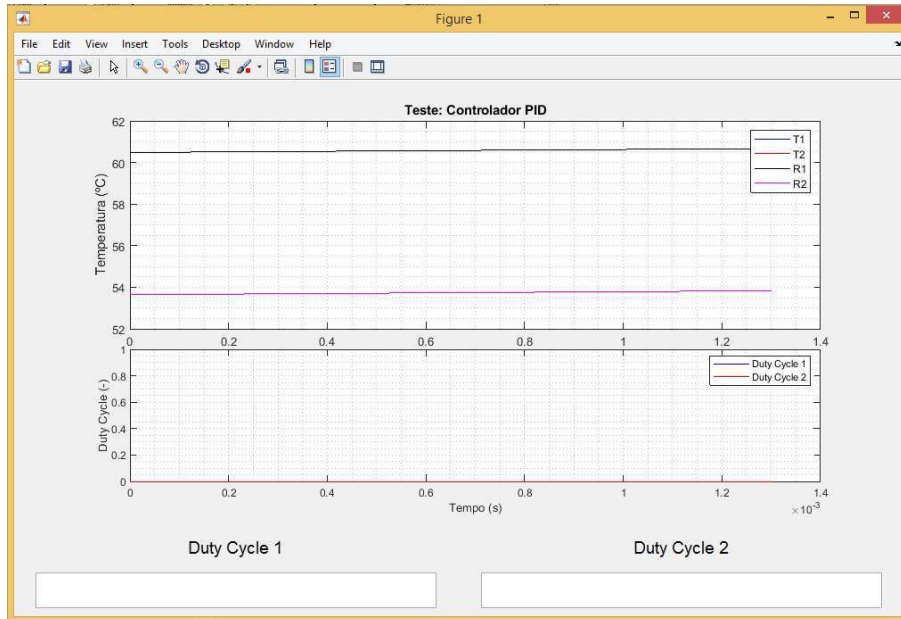 Figure 1
File Edit View Insert Tools Desktop Window Help
Teste: Controlador PID
Temperatura (ºC)
62
60
58
56
54
52
0 0.2 0.4 0.6 0.8 1 1.2 1.4
T1
T2
R1
R2
Duty Cycle (-)
1
0.8
0.6
0.4
0.2
0
0 0.2 0.4 0.6 0.8 1 1.2 1.4
Duty Cycle 1
Duty Cycle 2
Tempo (s)
×10-3
Duty Cycle 1 Duty Cycle 2